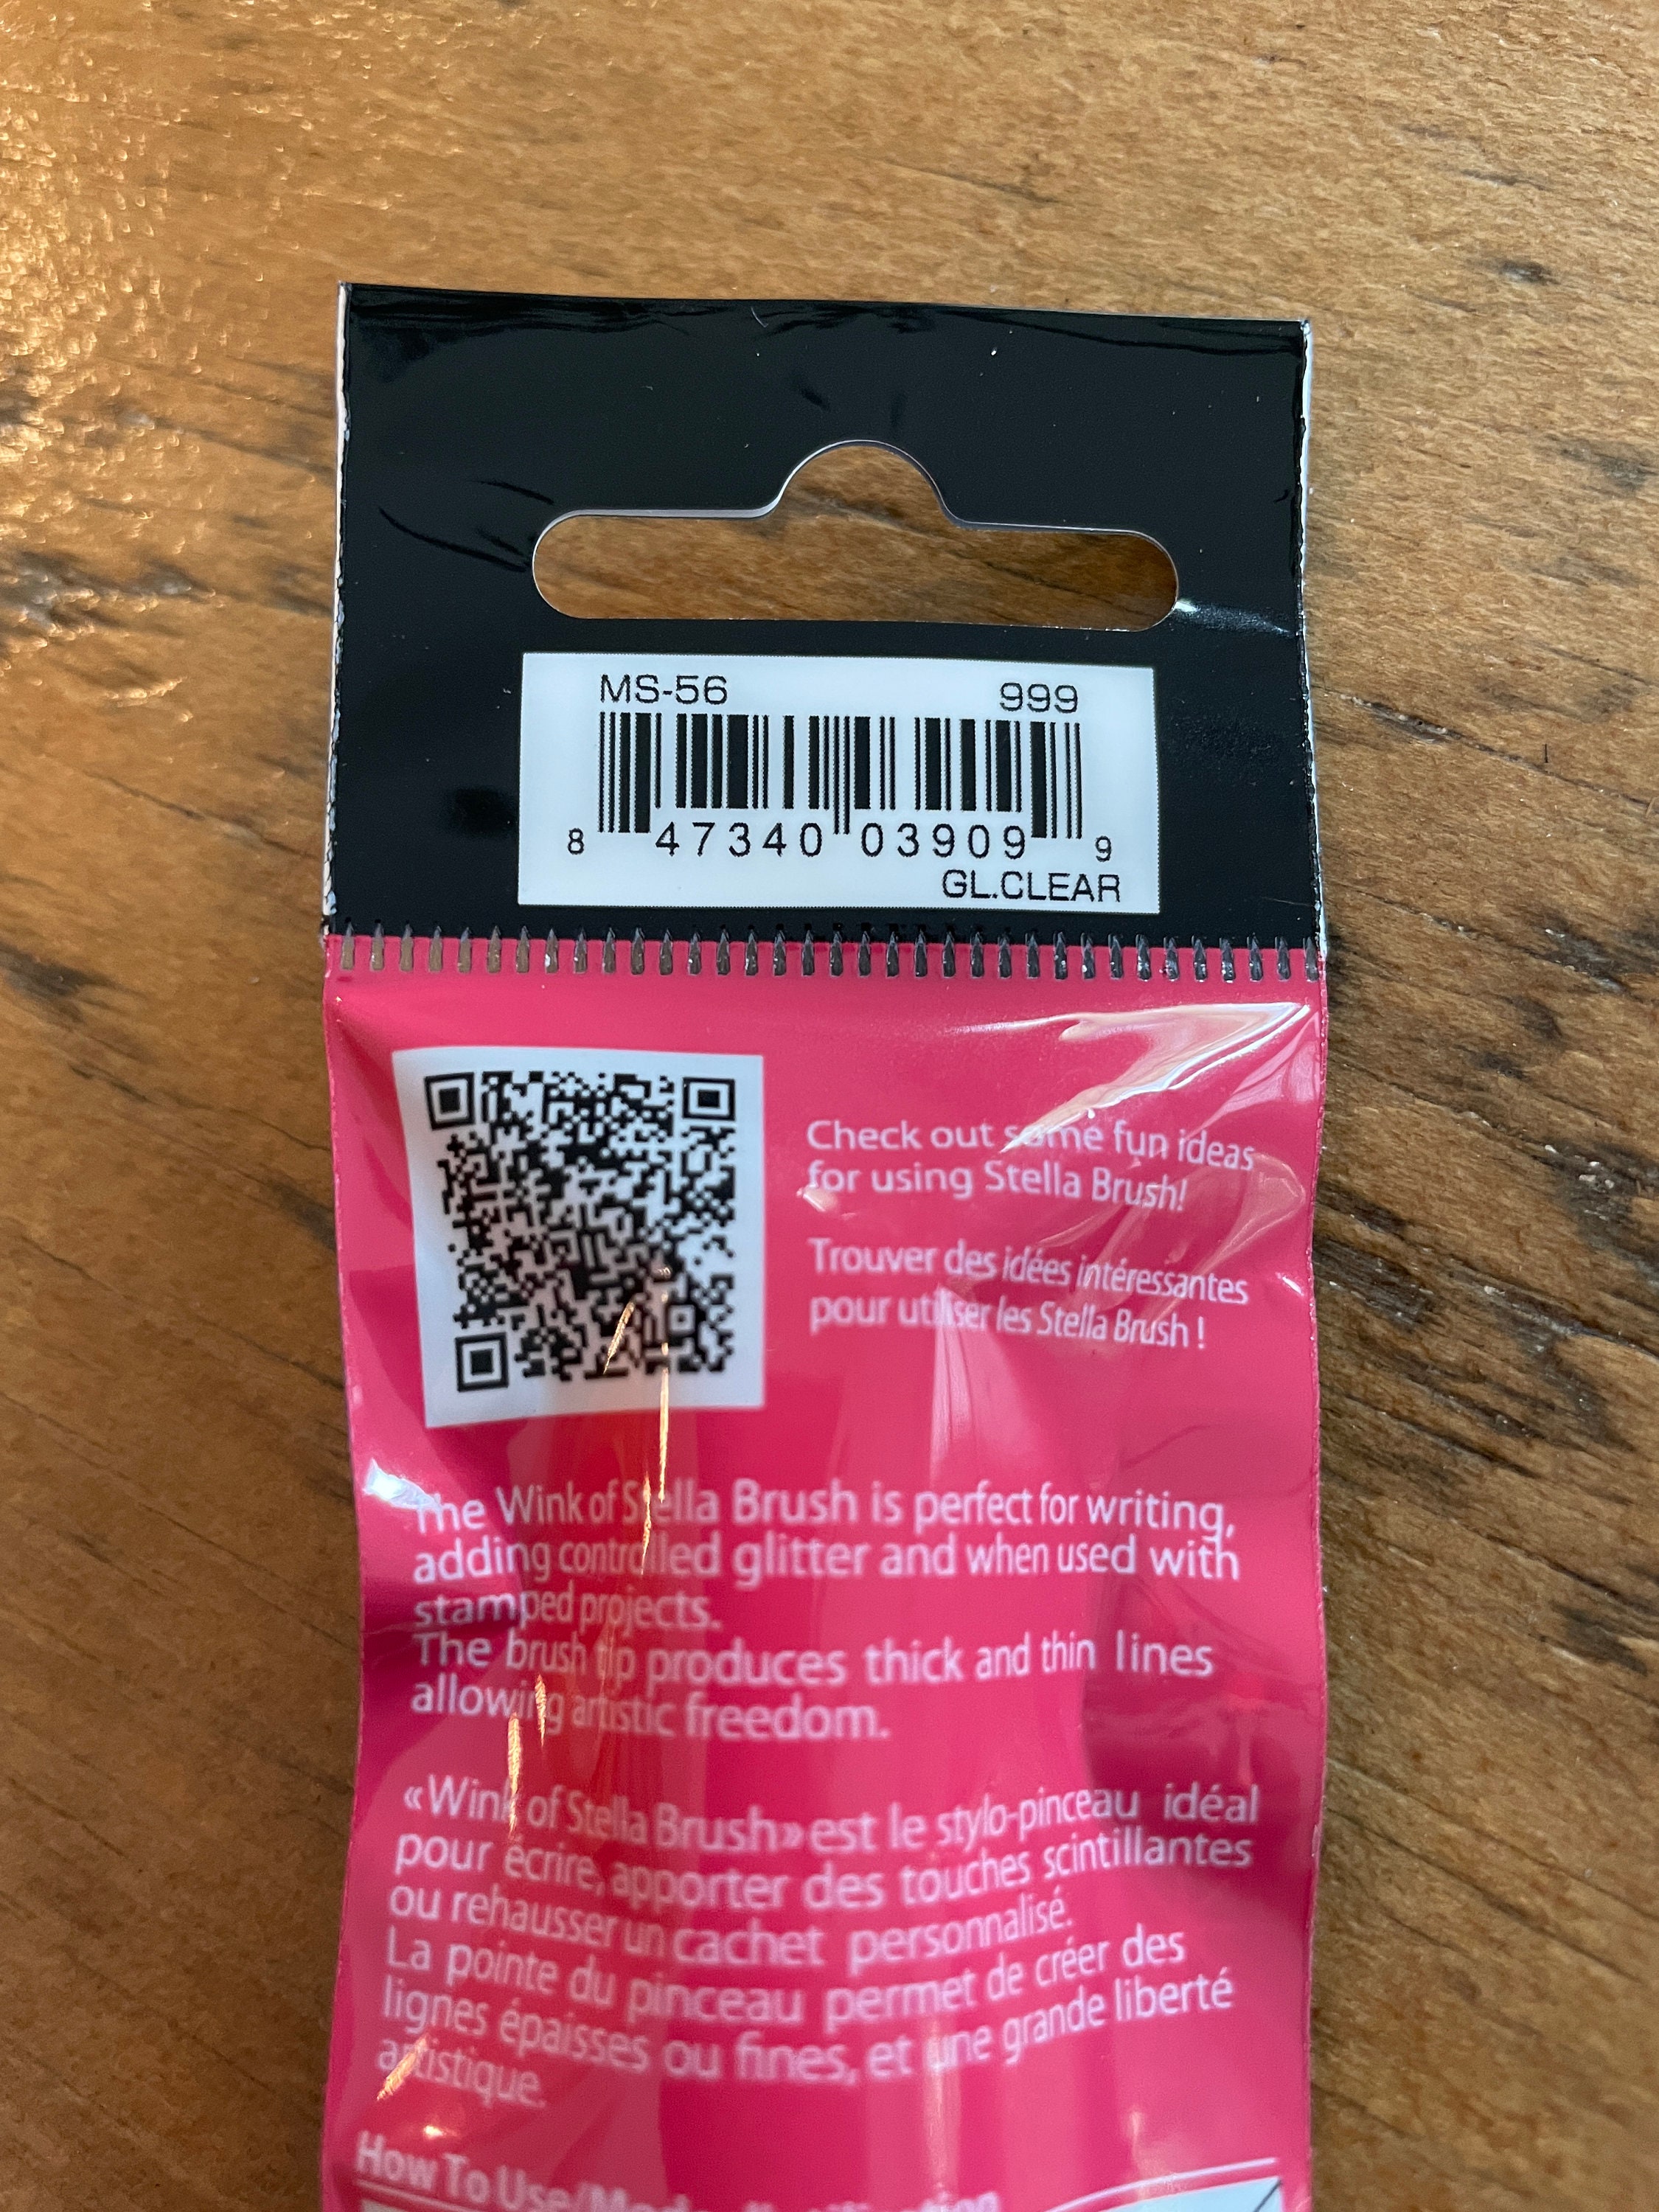 MS-56 999
8 47340 03909 9
GL.CLEAR
Check out some fun ideas
for using Stella Brush!
Trouver des idées intéressantes
pour utiliser les Stella Brush !
The Wink of Stella Brush is perfect for writing,
adding controlled glitter and when used with
stamped projects.
The brush tip produces thick and thin lines
allowing artistic freedom.
«Wink of Stella Brush» est le stylo-pinceau idéal
pour écrire, apporter des touches scintillantes
ou rehausser un cachet personnalisé.
La pointe du pinceau permet de créer des
lignes épaisses ou fines, et une grande liberté
artistique.
How To Use/